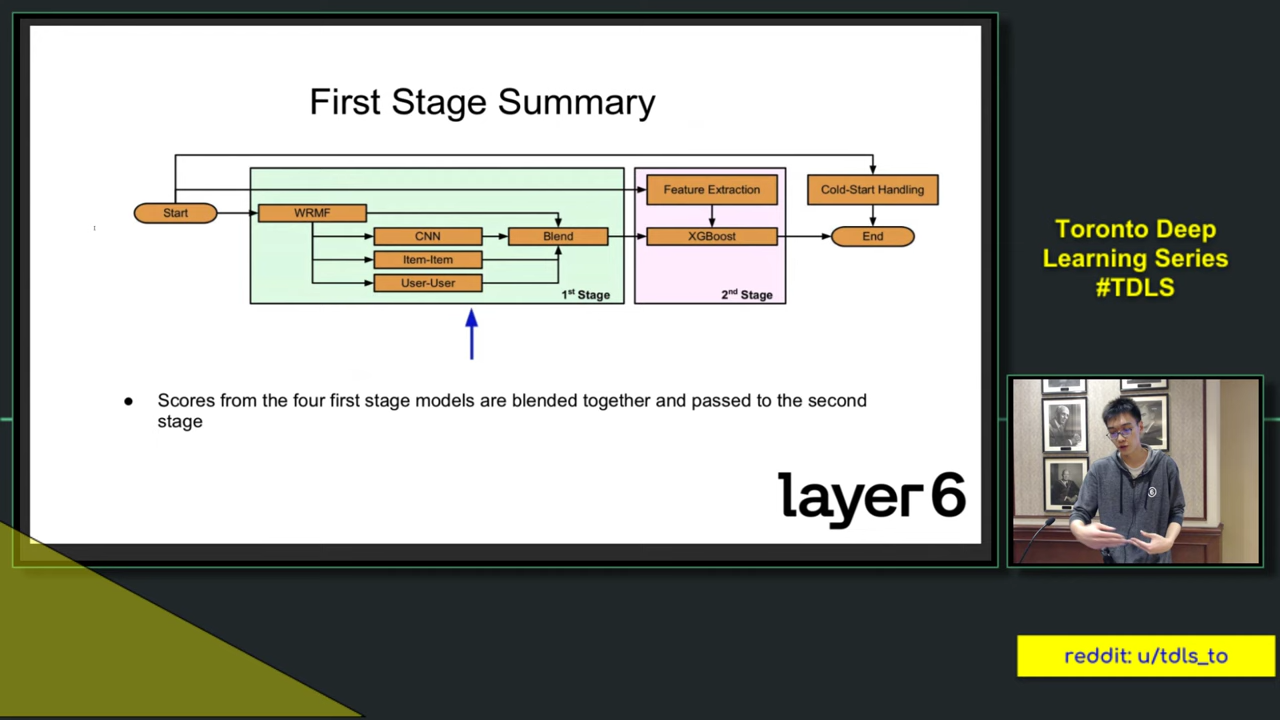 First Stage Summary
Start
WRMF
CNN
Item-Item
User-User
Blend
1st Stage
Feature Extraction
XGBoost
2nd Stage
Cold-Start Handling
End
● Scores from the four first stage models are blended together and passed to the second
stage
layer 6
Toronto Deep
Learning Series
#TDLS
reddit: u/tdls_to